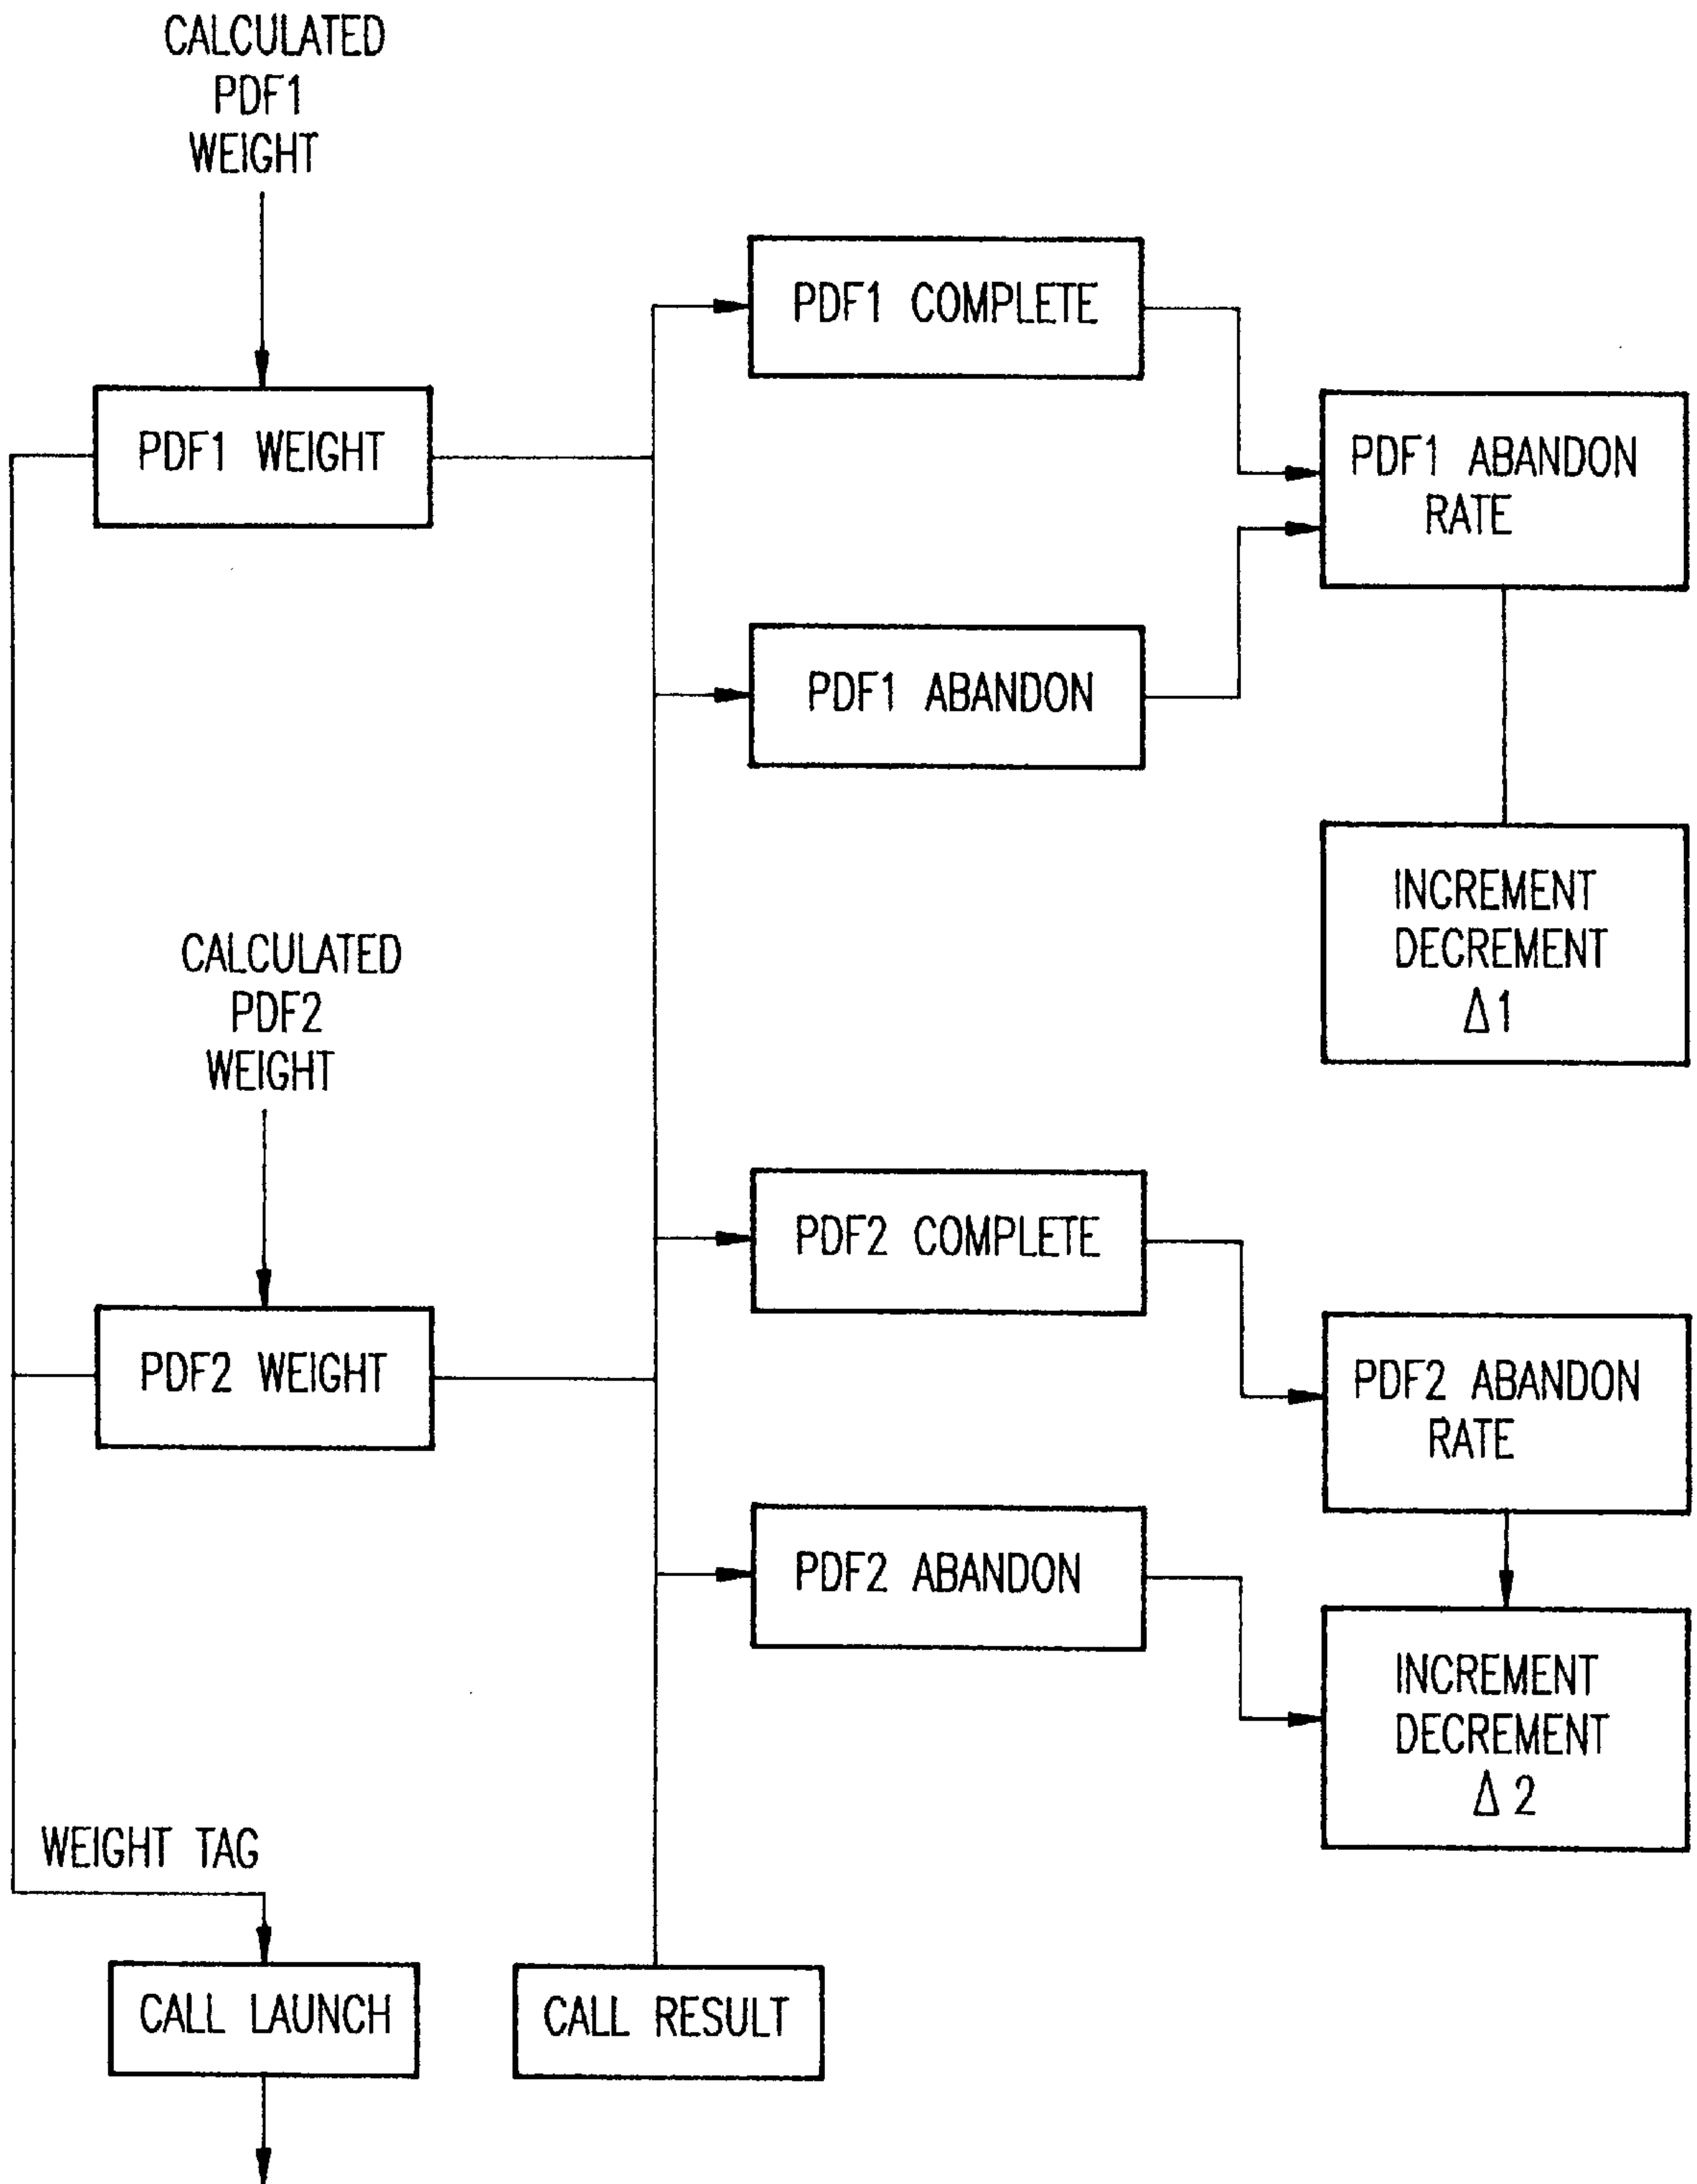 CALCULATED
PDF1
WEIGHT
PDF1 COMPLETE
PDF1 WEIGHT
PDF1 ABANDON
RATE
PDF1 ABANDON
INCREMENT
DECREMENT
Δ1
CALCULATED
PDF2
WEIGHT
PDF2 COMPLETE
PDF2 WEIGHT
PDF2 ABANDON
RATE
PDF2 ABANDON
INCREMENT
DECREMENT
Δ2
WEIGHT TAG
CALL LAUNCH
CALL RESULT